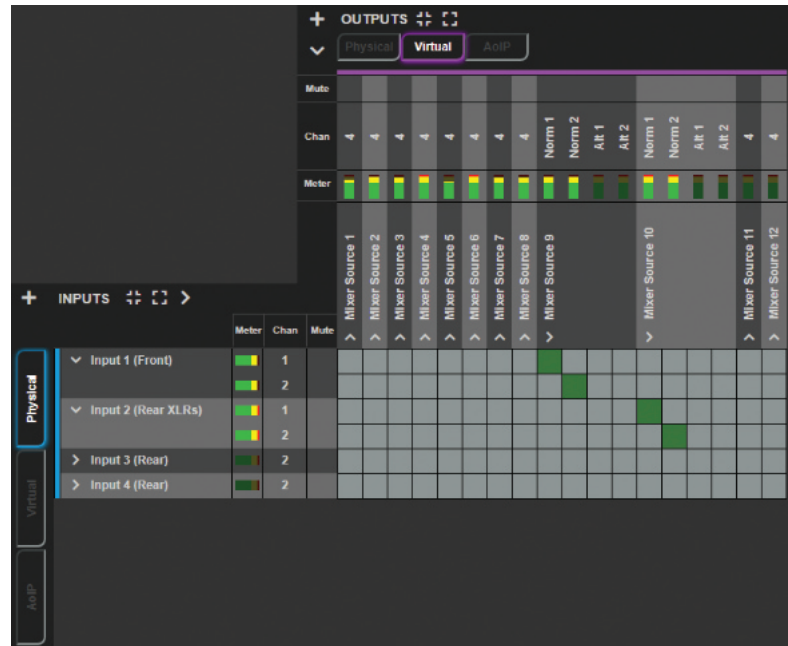 OUTPUTS
Physical Virtual AoIP
Mute
Chan 4 4 4 4 4 4 4 4 Norm 1 Norm 2 Alt 1 Alt 2 Norm 1 Norm 2 Alt 1 Alt 2 4 4
Meter
Mixer Source 1 Mixer Source 2 Mixer Source 3 Mixer Source 4 Mixer Source 5 Mixer Source 6 Mixer Source 7 Mixer Source 8 Mixer Source 9 Mixer Source 10 Mixer Source 11 Mixer Source 12
INPUTS
Meter Chan Mute
Physical
Input 1 (Front) 1
2
Input 2 (Rear XLRs) 1
2
Virtual
Input 3 (Rear) 2
Input 4 (Rear) 2
AoIP